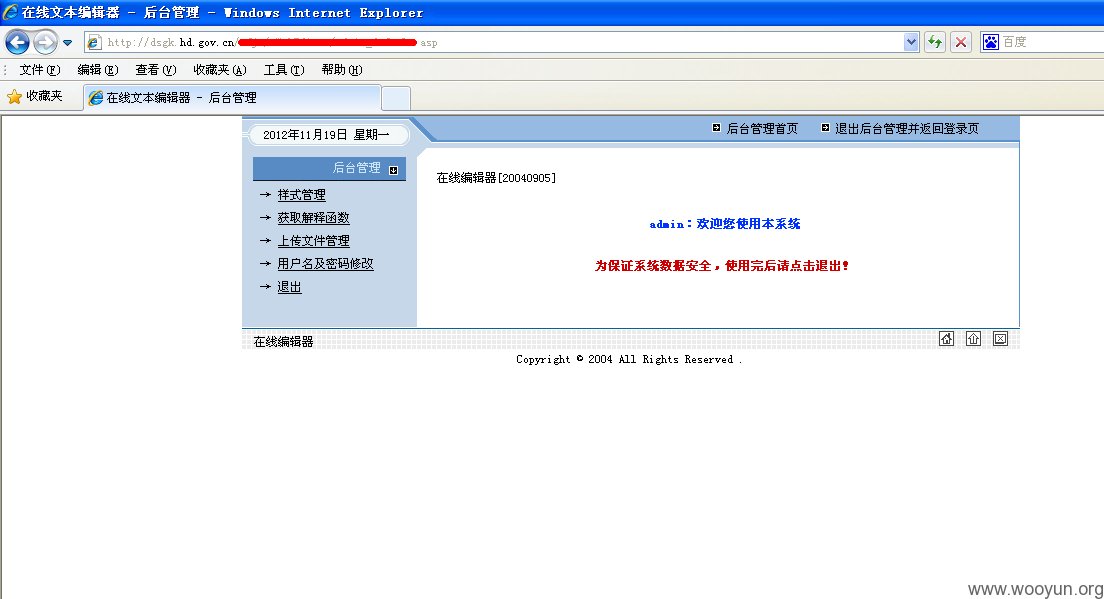 在线文本编辑器 - 后台管理 - Windows Internet Explorer
http://dsgk.hd.gov.cn/ asp
百度
文件(F) 编辑(E) 查看(V) 收藏夹(A) 工具(T) 帮助(H)
收藏夹 在线文本编辑器 - 后台管理
2012年11月19日 星期一
后台管理首页 退出后台管理并返回登录页
后台管理
→ 样式管理
→ 获取解释函数
→ 上传文件管理
→ 用户名及密码修改
→ 退出
在线编辑器[20040905]
admin：欢迎您使用本系统
为保证系统数据安全，使用完后请点击退出！
在线编辑器
Copyright © 2004 All Rights Reserved .
www.wooyun.org